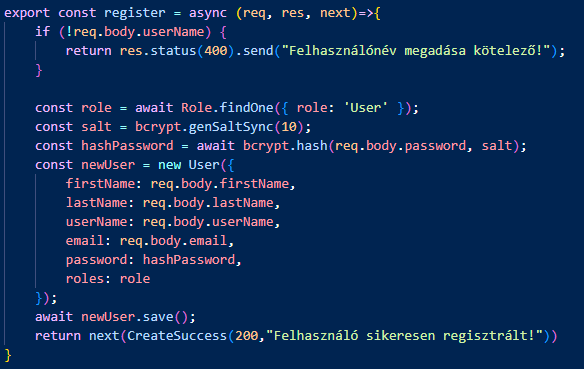 export const register = async (req, res, next)=>{
    if (!req.body.userName) {
        return res.status(400).send("Felhasználónév megadása kötelező!");
    }

    const role = await Role.findOne({ role: 'User' });
    const salt = bcrypt.genSaltSync(10);
    const hashPassword = await bcrypt.hash(req.body.password, salt);
    const newUser = new User({
        firstName: req.body.firstName,
        lastName: req.body.lastName,
        userName: req.body.userName,
        email: req.body.email,
        password: hashPassword,
        roles: role
    });
    await newUser.save();
    return next(CreateSuccess(200,"Felhasználó sikeresen regisztrált!"))
}